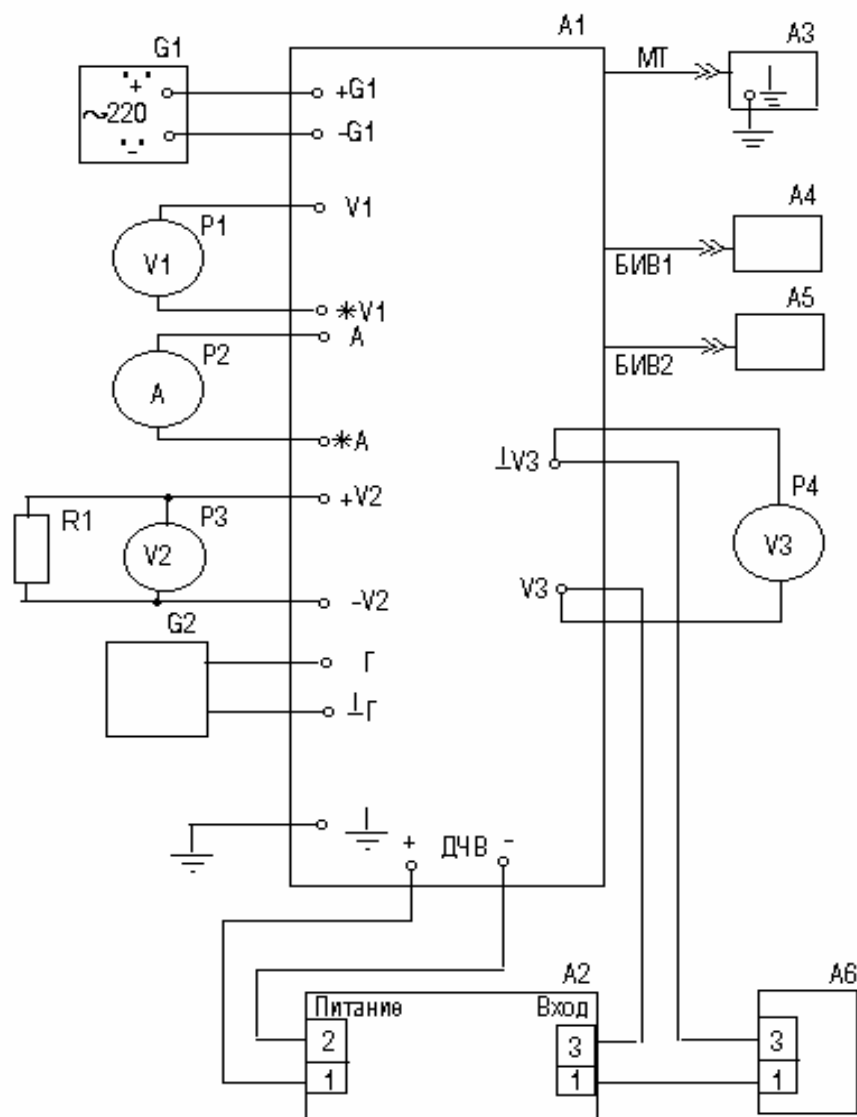 G1
A1
A3
МТ
"+"
~220
"-"
+G1
-G1
V1
P1
V1
*V1
A4
БИВ1
A5
БИВ2
A
P2
A
*A
⊥V3
P4
V3
+V2
R1
P3
V2
-V2
V3
G2
Г
⊥Г
+ ДЧВ -
A2
A6
Питание Вход
2
3
3
1
1
1